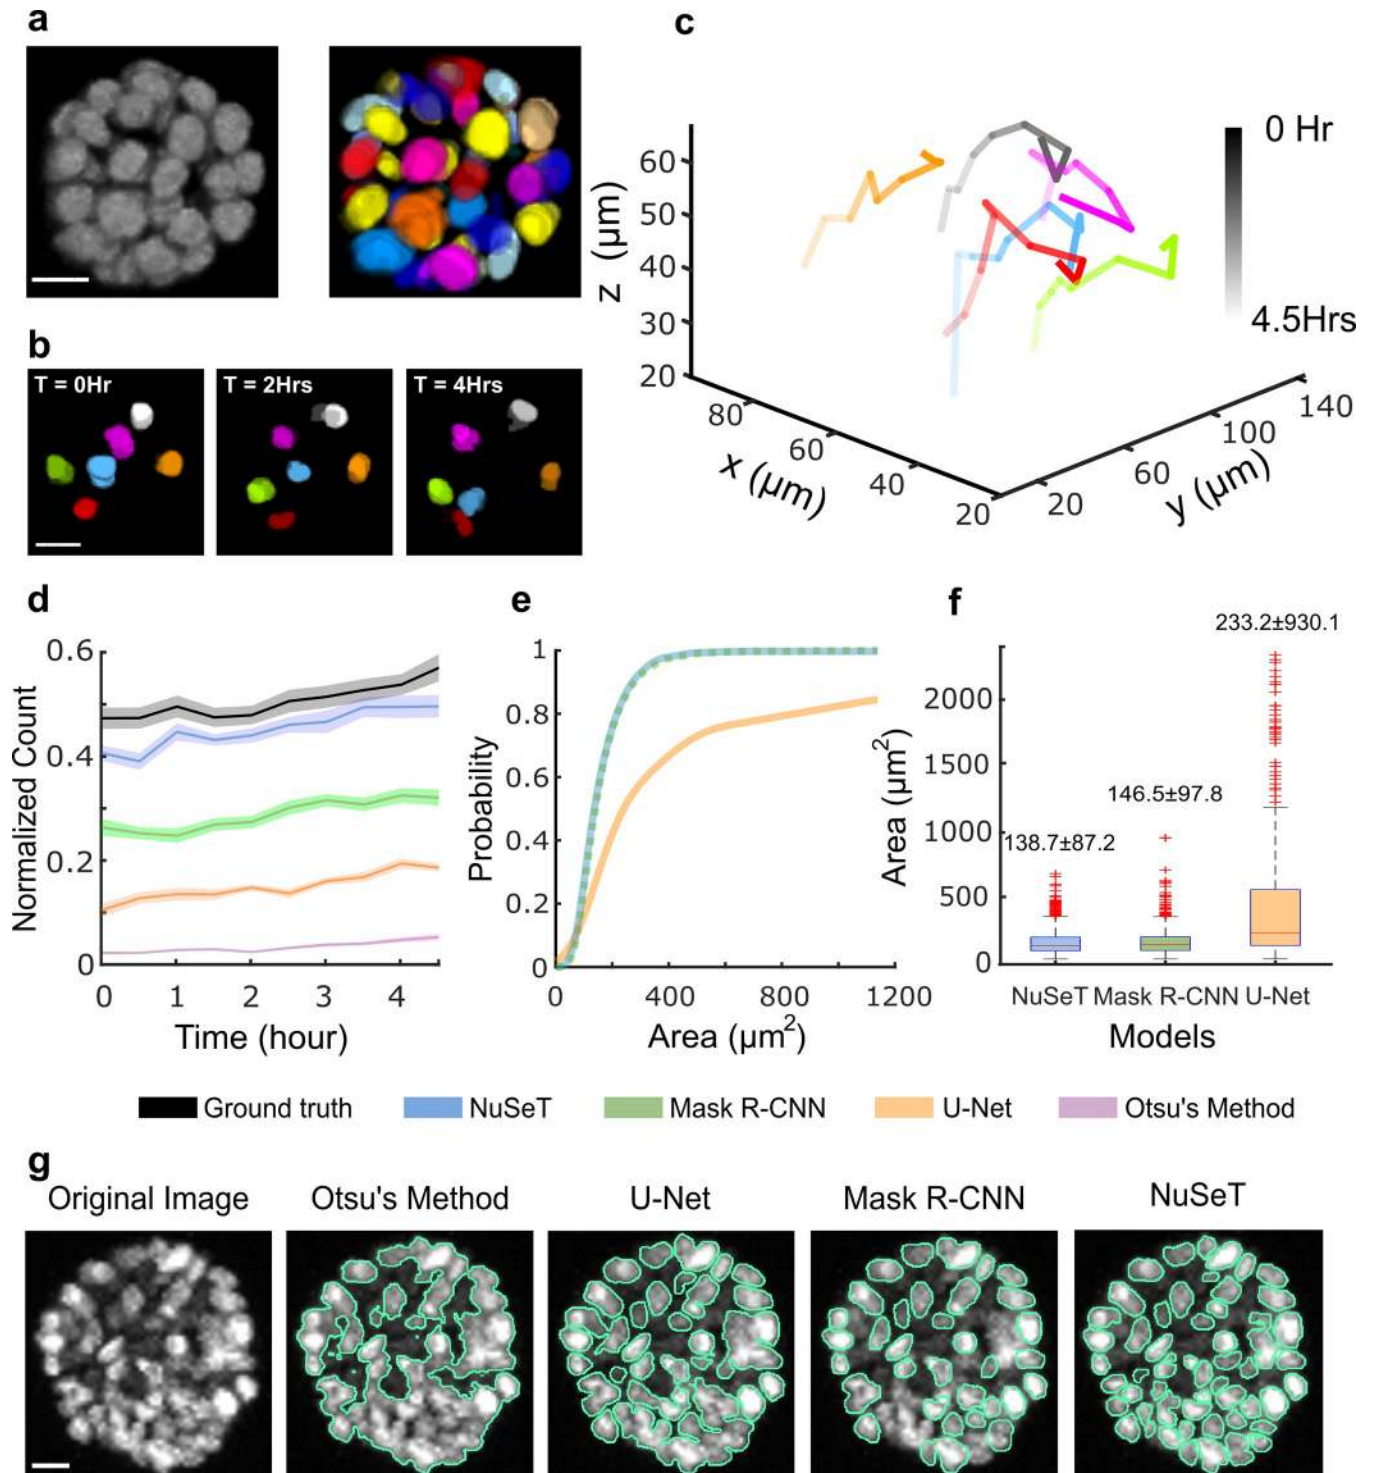 a
b
T = 0Hr
T = 2Hrs
T = 4Hrs
c
z (µm)
60
50
40
30
20
80
60
40
20
x (µm)
20
60
100
140
y (µm)
0 Hr
4.5Hrs
d
Normalized Count
0.6
0.4
0.2
0
0 1 2 3 4
Time (hour)
e
Probability
1
0.8
0.6
0.4
0.2
0
0 400 800 1200
Area (µm²)
f
233.2±930.1
146.5±97.8
138.7±87.2
Area (µm²)
2000
1500
1000
500
0
NuSeT Mask R-CNN U-Net
Models
Ground truth NuSeT Mask R-CNN U-Net Otsu's Method
g
Original Image Otsu's Method U-Net Mask R-CNN NuSeT